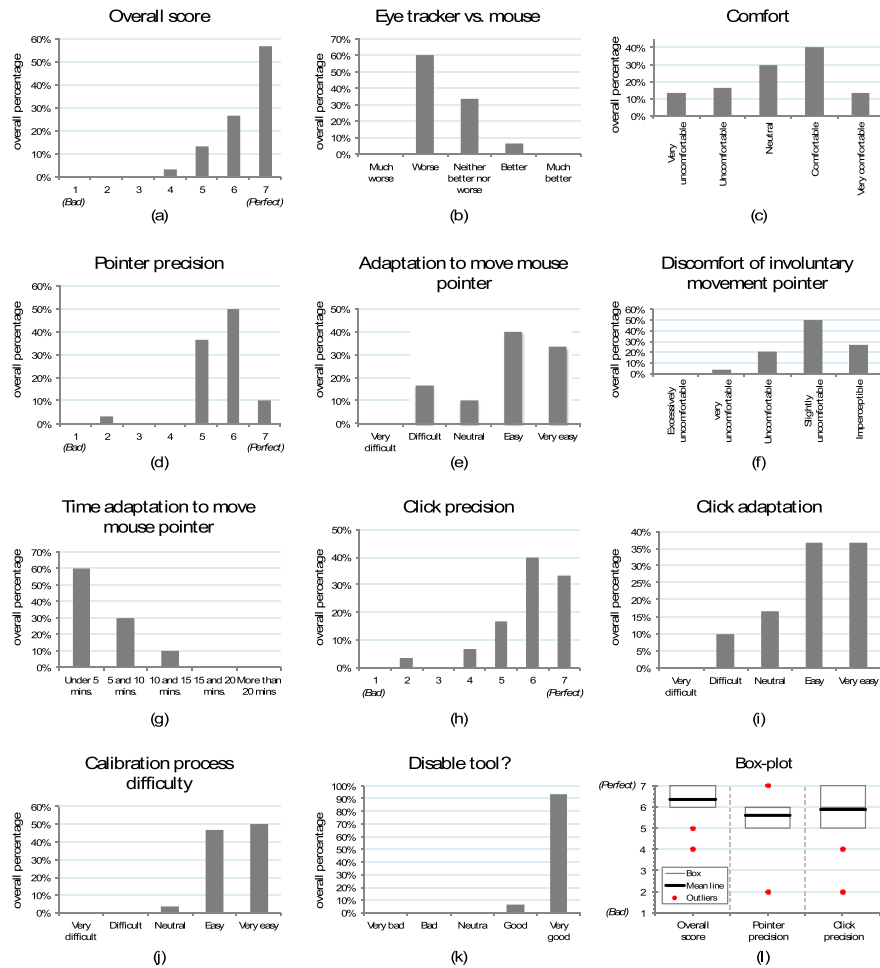 Overall score
overall percentage
60%
50%
40%
30%
20%
10%
0%
1 2 3 4 5 6 7
(Bad) (Perfect)
(a)
Eye tracker vs. mouse
overall percentage
70%
60%
50%
40%
30%
20%
10%
0%
Much worse
Worse
Neither better nor worse
Better
Much better
(b)
Comfort
overall percentage
40%
30%
20%
10%
0%
Very uncomfortable
Uncomfortable
Neutral
Comfortable
Very comfortable
(c)
Pointer precision
overall percentage
60%
50%
40%
30%
20%
10%
0%
1 2 3 4 5 6 7
(Bad) (Perfect)
(d)
Adaptation to move mouse
pointer
overall percentage
50%
40%
30%
20%
10%
0%
Very difficult
Difficult
Neutral
Easy
Very easy
(e)
Discomfort of involuntary
movement pointer
overall percentage
60%
50%
40%
30%
20%
10%
0%
Excessively uncomfortable
very uncomfortable
Uncomfortable
Slightly uncomfortable
Imperceptible
(f)
Time adaptation to move
mouse pointer
overall percentage
70%
60%
50%
40%
30%
20%
10%
0%
Under 5 mins.
5 and 10 mins.
10 and 15 mins.
15 and 20 mins.
More than 20 mins
(g)
Click precision
overall percentage
50%
40%
30%
20%
10%
0%
1 2 3 4 5 6 7
(Bad) (Perfect)
(h)
Click adaptation
overall percentage
40%
35%
30%
25%
20%
15%
10%
5%
0%
Very difficult
Difficult
Neutral
Easy
Very easy
(i)
Calibration process
difficulty
overall percentage
60%
50%
40%
30%
20%
10%
0%
Very difficult
Difficult
Neutral
Easy
Very easy
(j)
Disable tool?
overall percentage
100%
90%
80%
70%
60%
50%
40%
30%
20%
10%
0%
Very bad
Bad
Neutra
Good
Very good
(k)
Box-plot
(Perfect) 7
6
5
4
3
2
(Bad) 1
Box
Mean line
Outliers
Overall score
Pointer precision
Click precision
(l)